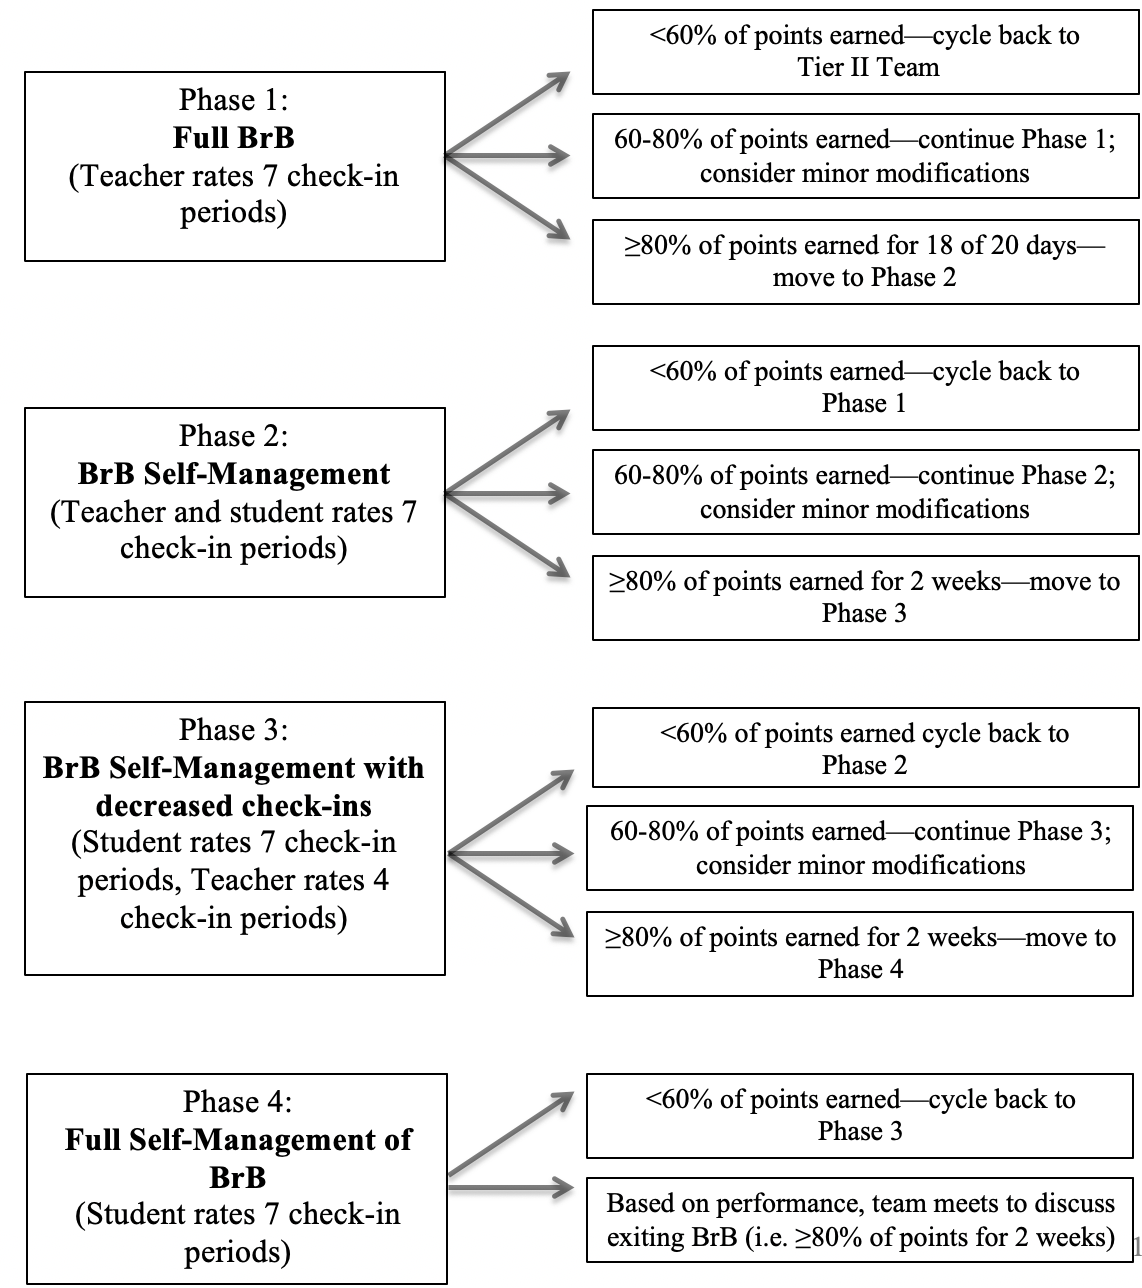 Phase 1:
Full BrB
(Teacher rates 7 check-in
periods)
<60% of points earned—cycle back to
Tier II Team
60-80% of points earned—continue Phase 1;
consider minor modifications
≥80% of points earned for 18 of 20 days—
move to Phase 2
Phase 2:
BrB Self-Management
(Teacher and student rates 7
check-in periods)
<60% of points earned—cycle back to
Phase 1
60-80% of points earned—continue Phase 2;
consider minor modifications
≥80% of points earned for 2 weeks—move to
Phase 3
Phase 3:
BrB Self-Management with
decreased check-ins
(Student rates 7 check-in
periods, Teacher rates 4
check-in periods)
<60% of points earned cycle back to
Phase 2
60-80% of points earned—continue Phase 3;
consider minor modifications
≥80% of points earned for 2 weeks—move to
Phase 4
Phase 4:
Full Self-Management of
BrB
(Student rates 7 check-in
periods)
<60% of points earned—cycle back to
Phase 3
Based on performance, team meets to discuss
exiting BrB (i.e. ≥80% of points for 2 weeks)
1